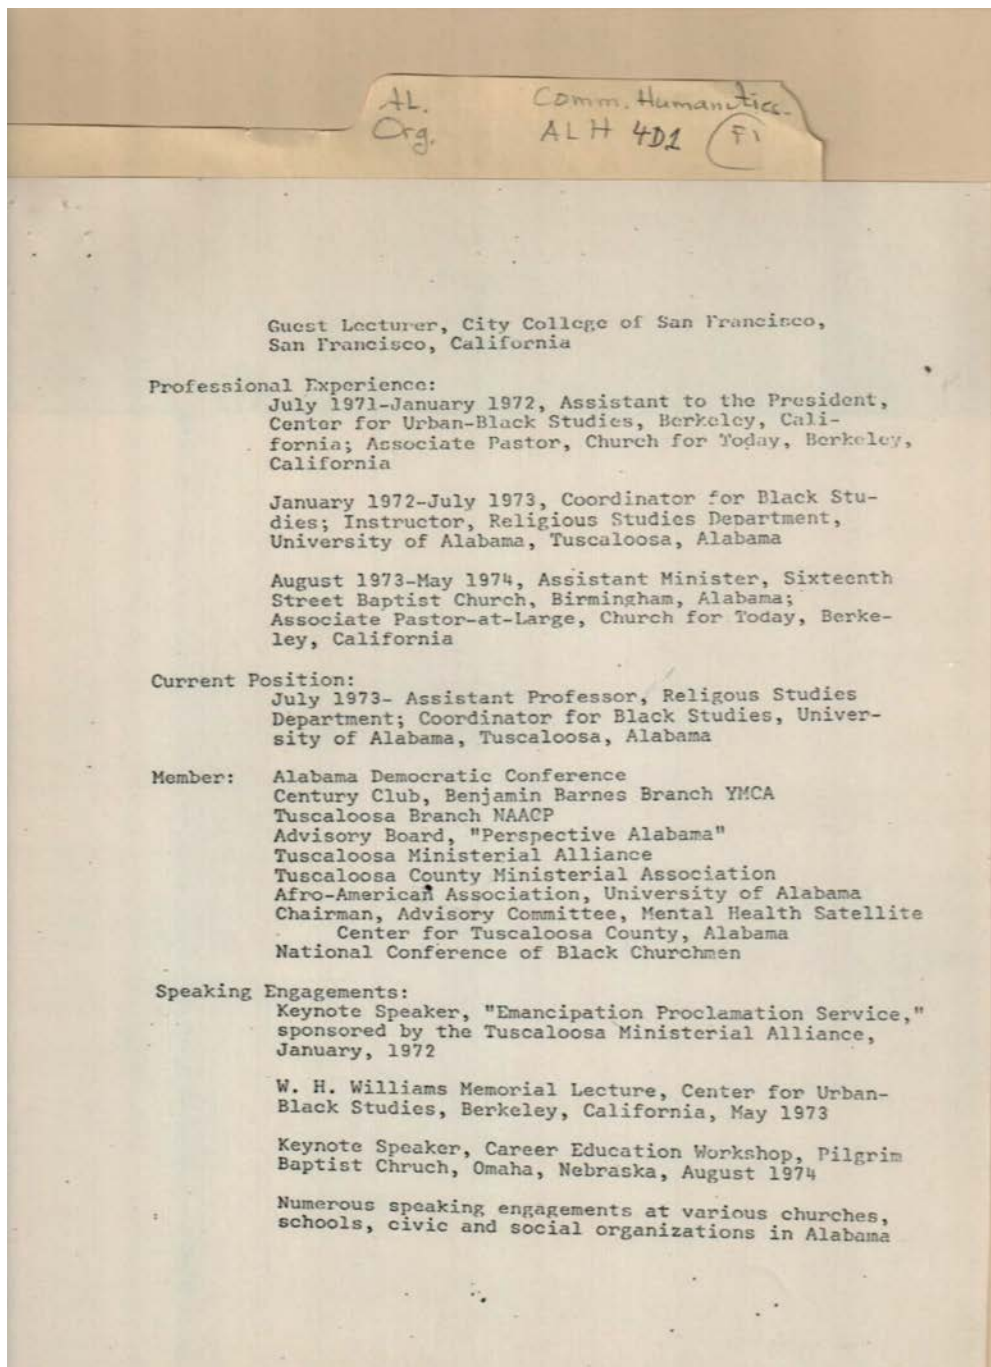 AL. Comm. Humanities.
Org. ALH 4D1 F1
Guest Lecturer, City College of San Francisco,
San Francisco, California
Professional Experience:
July 1971-January 1972, Assistant to the President,
Center for Urban-Black Studies, Berkeley, Cali-
fornia; Associate Pastor, Church for Today, Berkeley,
California
January 1972-July 1973, Coordinator for Black Stu-
dies; Instructor, Religious Studies Department,
University of Alabama, Tuscaloosa, Alabama
August 1973-May 1974, Assistant Minister, Sixteenth
Street Baptist Church, Birmingham, Alabama;
Associate Pastor-at-Large, Church for Today, Berke-
ley, California
Current Position:
July 1973- Assistant Professor, Religous Studies
Department; Coordinator for Black Studies, Univer-
sity of Alabama, Tuscaloosa, Alabama
Member: Alabama Democratic Conference
Century Club, Benjamin Barnes Branch YMCA
Tuscaloosa Branch NAACP
Advisory Board, "Perspective Alabama"
Tuscaloosa Ministerial Alliance
Tuscaloosa County Ministerial Association
Afro-American Association, University of Alabama
Chairman, Advisory Committee, Mental Health Satellite
Center for Tuscaloosa County, Alabama
National Conference of Black Churchmen
Speaking Engagements:
Keynote Speaker, "Emancipation Proclamation Service,"
sponsored by the Tuscaloosa Ministerial Alliance,
January, 1972
W. H. Williams Memorial Lecture, Center for Urban-
Black Studies, Berkeley, California, May 1973
Keynote Speaker, Career Education Workshop, Pilgrim
Baptist Chruch, Omaha, Nebraska, August 1974
Numerous speaking engagements at various churches,
schools, civic and social organizations in Alabama